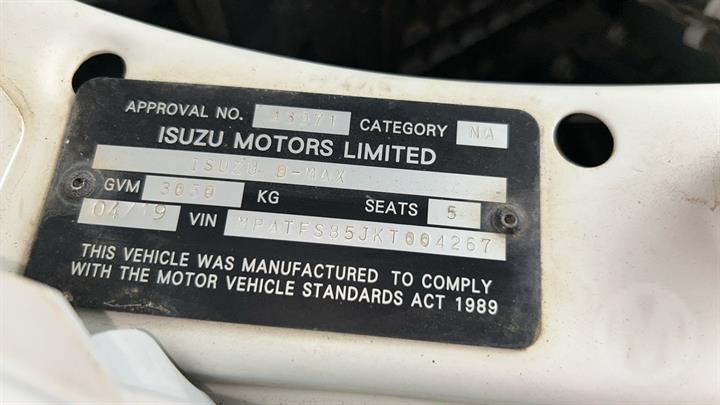 APPROVAL NO. 43071 CATEGORY NA
ISUZU MOTORS LIMITED
ISUZU D-MAX
GVM 3050 KG SEATS 5
04/19 VIN MPATFS85JKT004267
THIS VEHICLE WAS MANUFACTURED TO COMPLY
WITH THE MOTOR VEHICLE STANDARDS ACT 1989
M